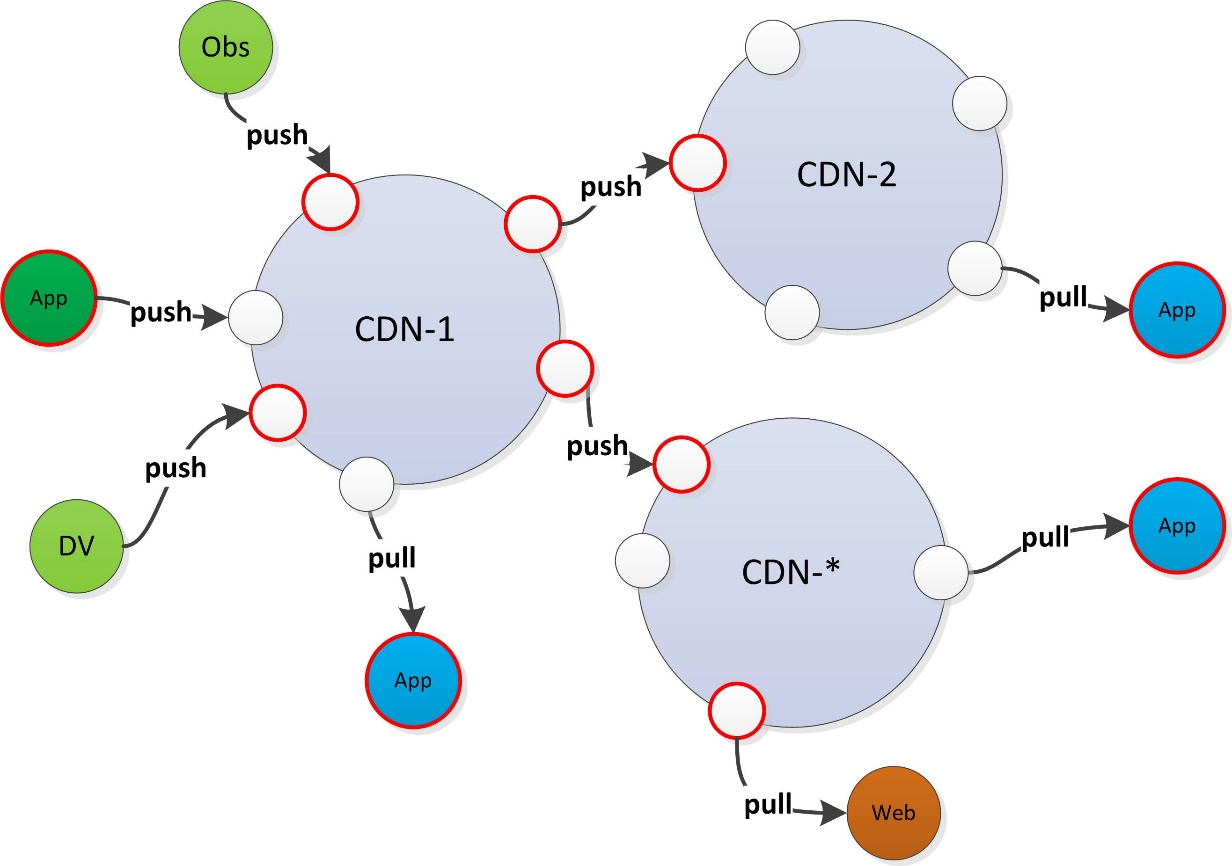 Obs
push
push
CDN-2
App
push
CDN-1
pull
App
push
push
DV
pull
App
CDN-*
pull
App
pull
Web